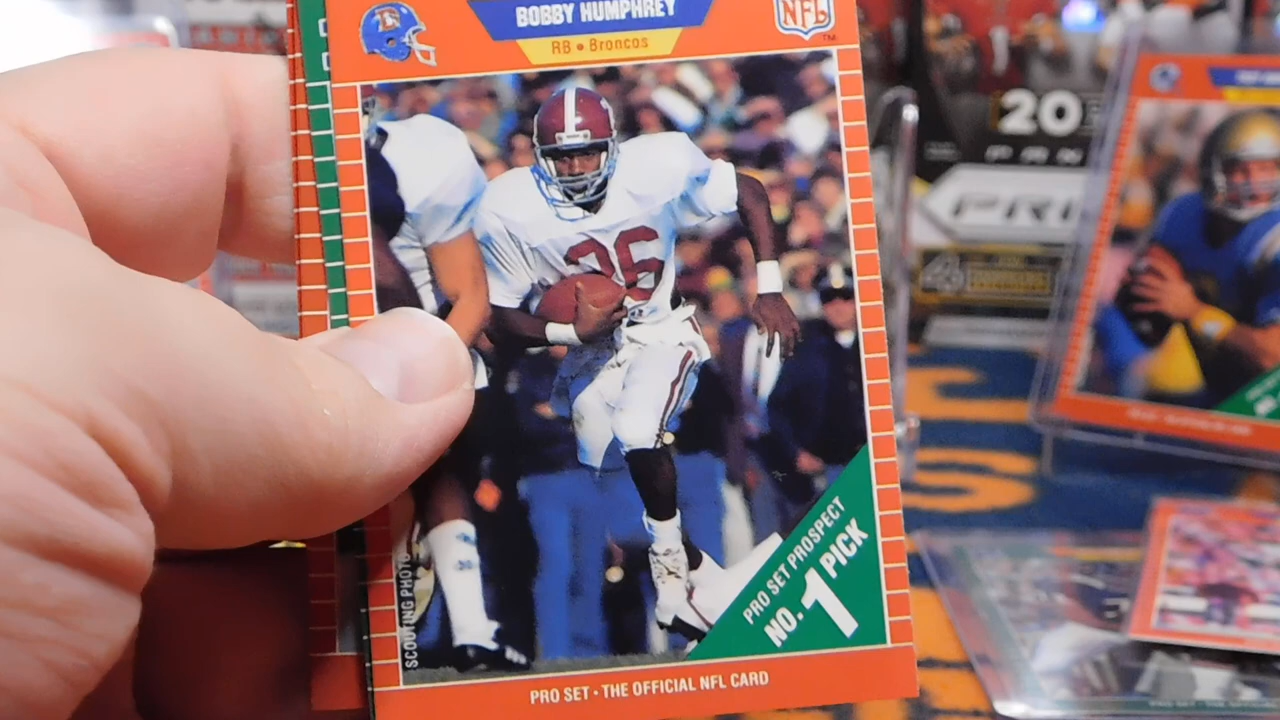 BOBBY HUMPHREY
RB • Broncos
NFL
TM
26
SCOUTING PHOTO
PRO SET PROSPECT
NO. 1 PICK
PRO SET • THE OFFICIAL NFL CARD
20
PRI